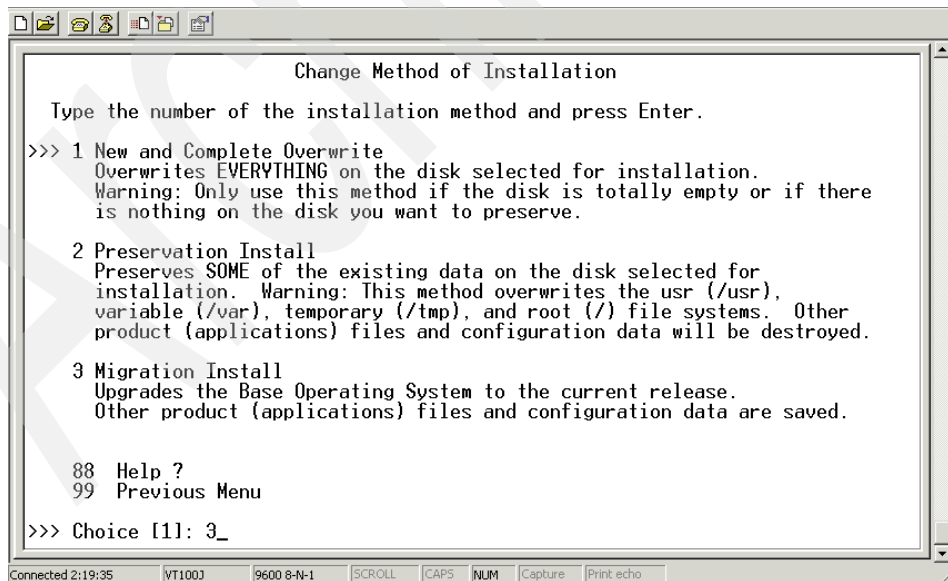 Change Method of Installation
Type the number of the installation method and press Enter.
>>> 1 New and Complete Overwrite
Overwrites EVERYTHING on the disk selected for installation.
Warning: Only use this method if the disk is totally empty or if there
is nothing on the disk you want to preserve.
2 Preservation Install
Preserves SOME of the existing data on the disk selected for
installation.  Warning: This method overwrites the usr (/usr),
variable (/var), temporary (/tmp), and root (/) file systems.  Other
product (applications) files and configuration data will be destroyed.
3 Migration Install
Upgrades the Base Operating System to the current release.
Other product (applications) files and configuration data are saved.
88  Help ?
99  Previous Menu
>>> Choice [1]: 3_
Connected 2:19:35 VT100J 9600 8-N-1 SCROLL CAPS NUM Capture Print echo